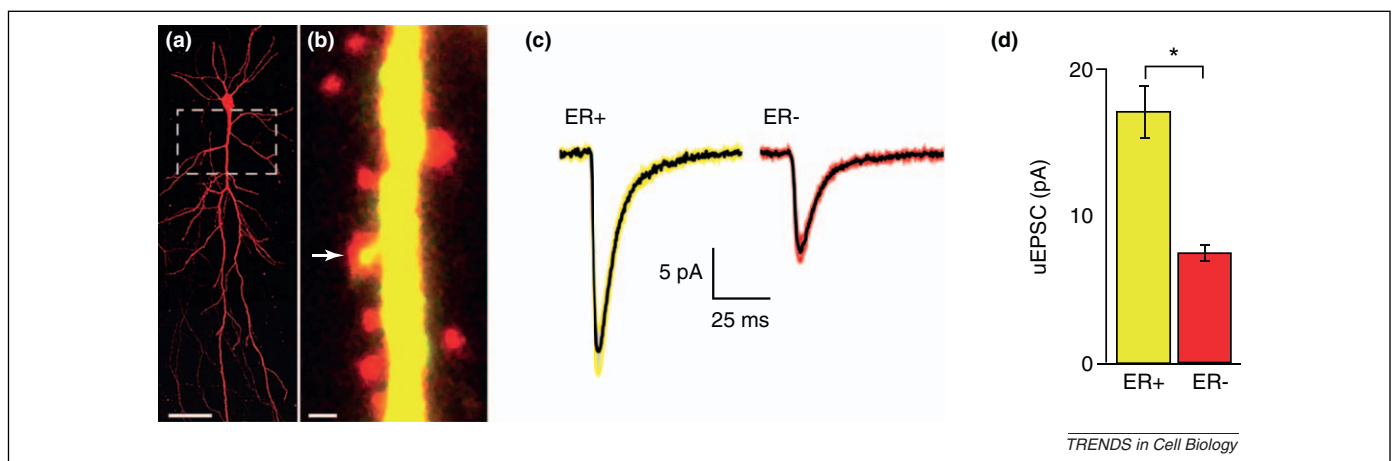 (a)
(b)
(c)
(d)
ER+
ER-
5 pA
25 ms
*
20
10
0
uEPSC (pA)
ER+ ER-
TRENDS in Cell Biology